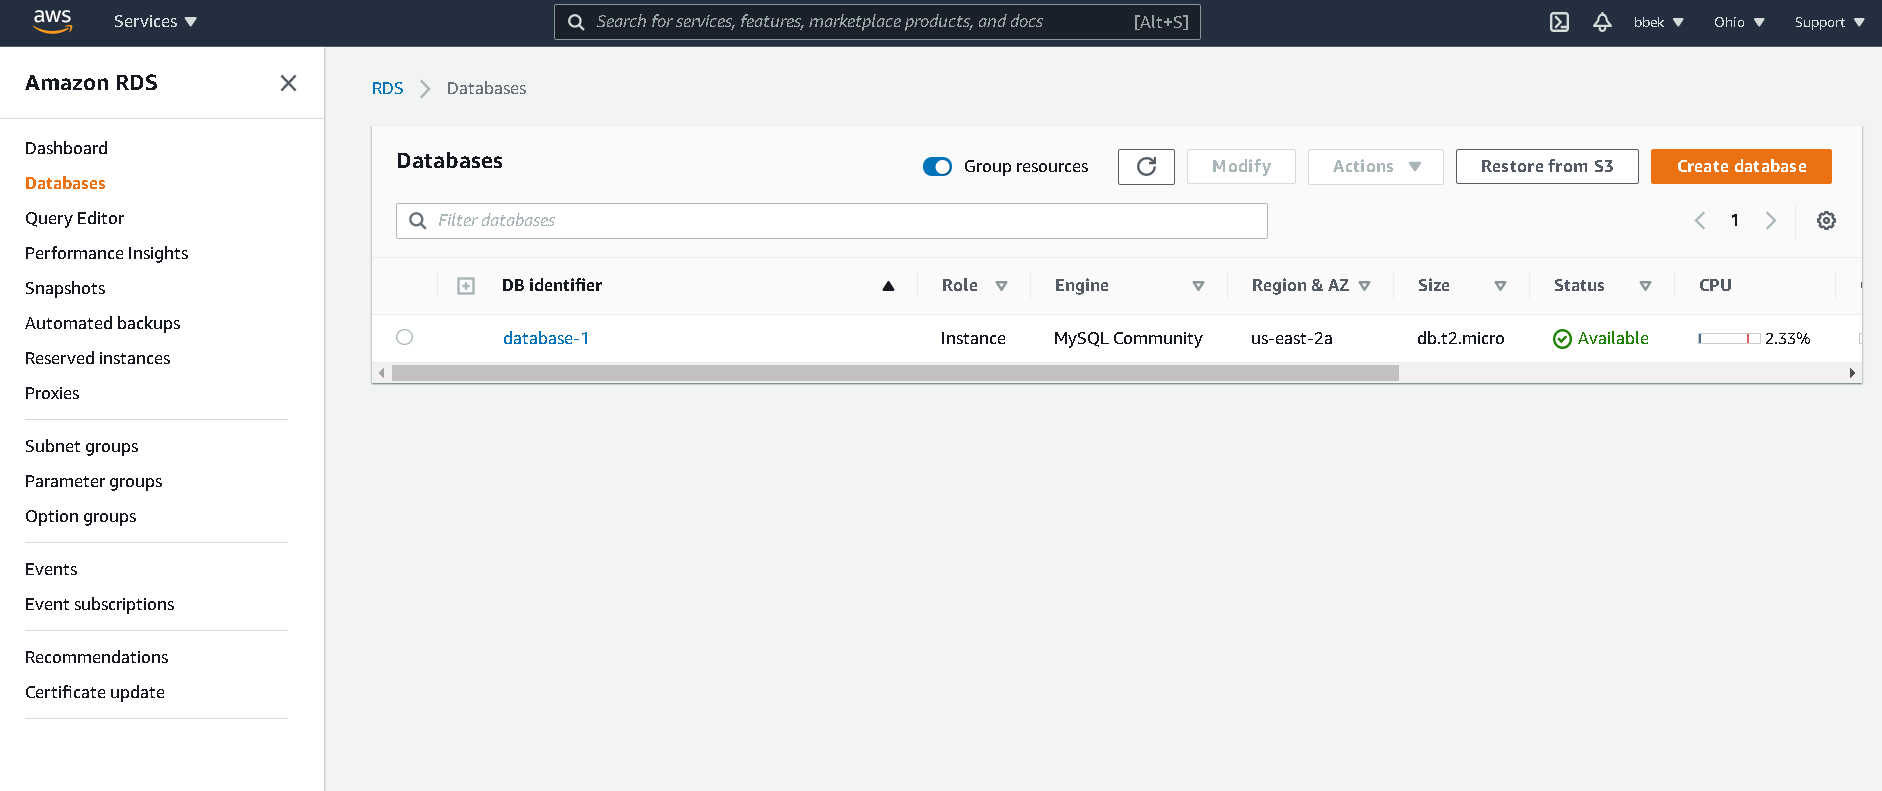 aws Services Search for services, features, marketplace products, and docs [Alt+S] bbek Ohio Support
Amazon RDS
Dashboard
Databases
Query Editor
Performance Insights
Snapshots
Automated backups
Reserved instances
Proxies
Subnet groups
Parameter groups
Option groups
Events
Event subscriptions
Recommendations
Certificate update
RDS Databases
Databases Group resources Modify Actions Restore from S3 Create database
Filter databases 1
DB identifier Role Engine Region & AZ Size Status CPU
database-1 Instance MySQL Community us-east-2a db.t2.micro Available 2.33%